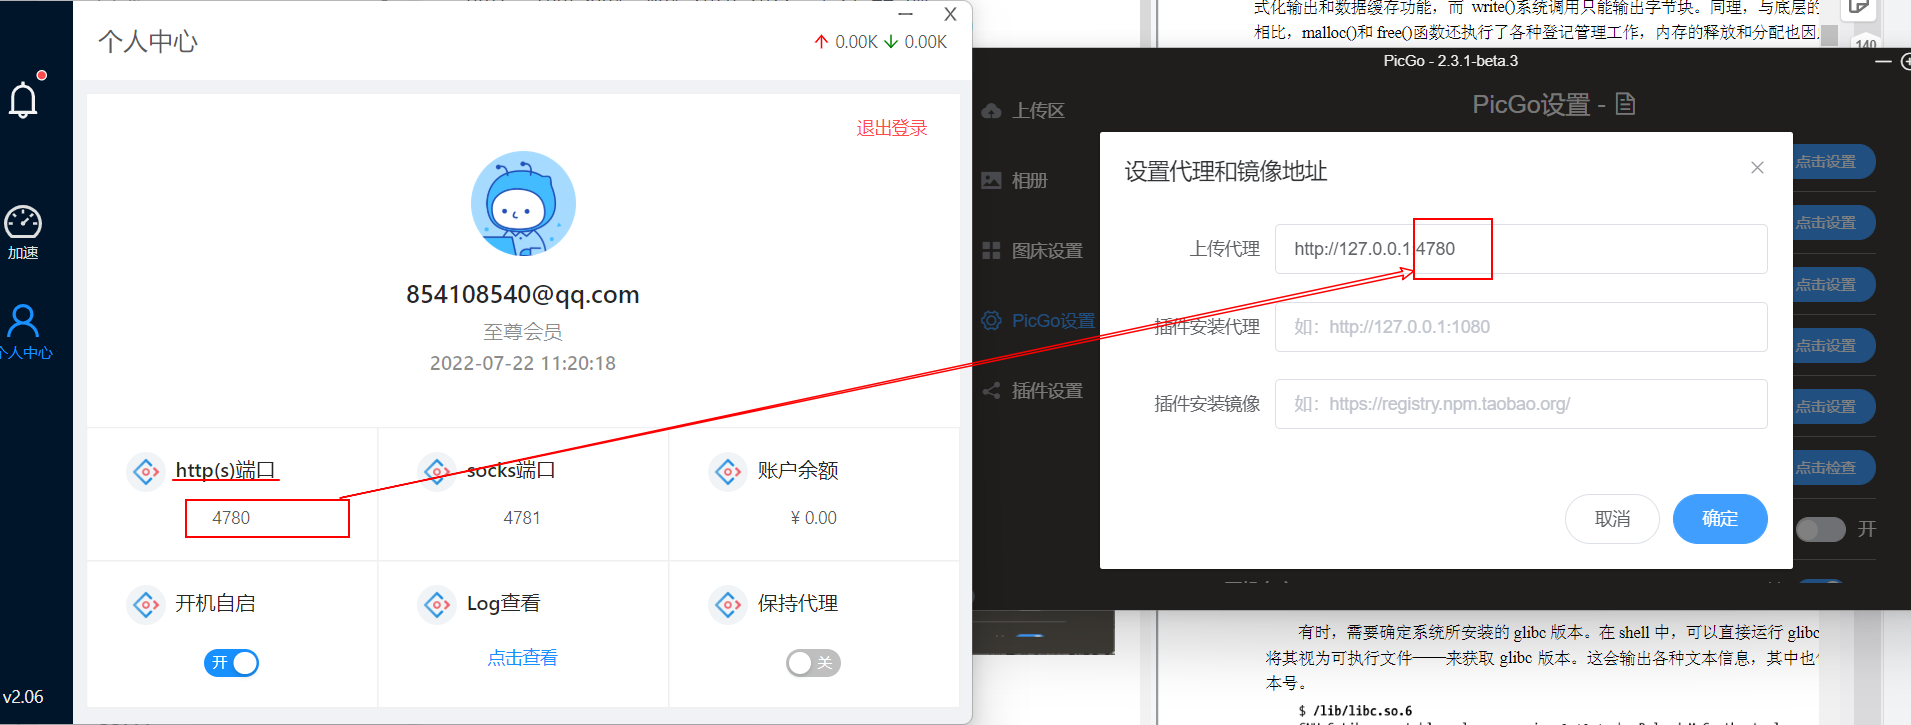 式化输出和数据缓存功能，而 write()系统调用只能输出字节块。同理，与底层的
相比，malloc()和 free()函数还执行了各种登记管理工作，内存的释放和分配也因
140
个人中心
0.00K 0.00K
X
退出登录
854108540@qq.com
至尊会员
2022-07-22 11:20:18
加速
个人中心
v2.06
http(s)端口
4780
socks端口
4781
账户余额
¥ 0.00
开机自启
开
Log查看
点击查看
保持代理
关
PicGo - 2.3.1-beta.3
PicGo设置 -
上传区
相册
图床设置
PicGo设置
插件设置
点击设置
点击设置
点击设置
点击设置
点击设置
点击检查
开
设置代理和镜像地址
上传代理
http://127.0.0.1:4780
插件安装代理
如：http://127.0.0.1:1080
插件安装镜像
如：https://registry.npm.taobao.org/
取消
确定
有时，需要确定系统所安装的 glibc 版本。在 shell 中，可以直接运行 glibc
将其视为可执行文件——来获取 glibc 版本。这会输出各种文本信息，其中也
本号。
$ /lib/libc.so.6